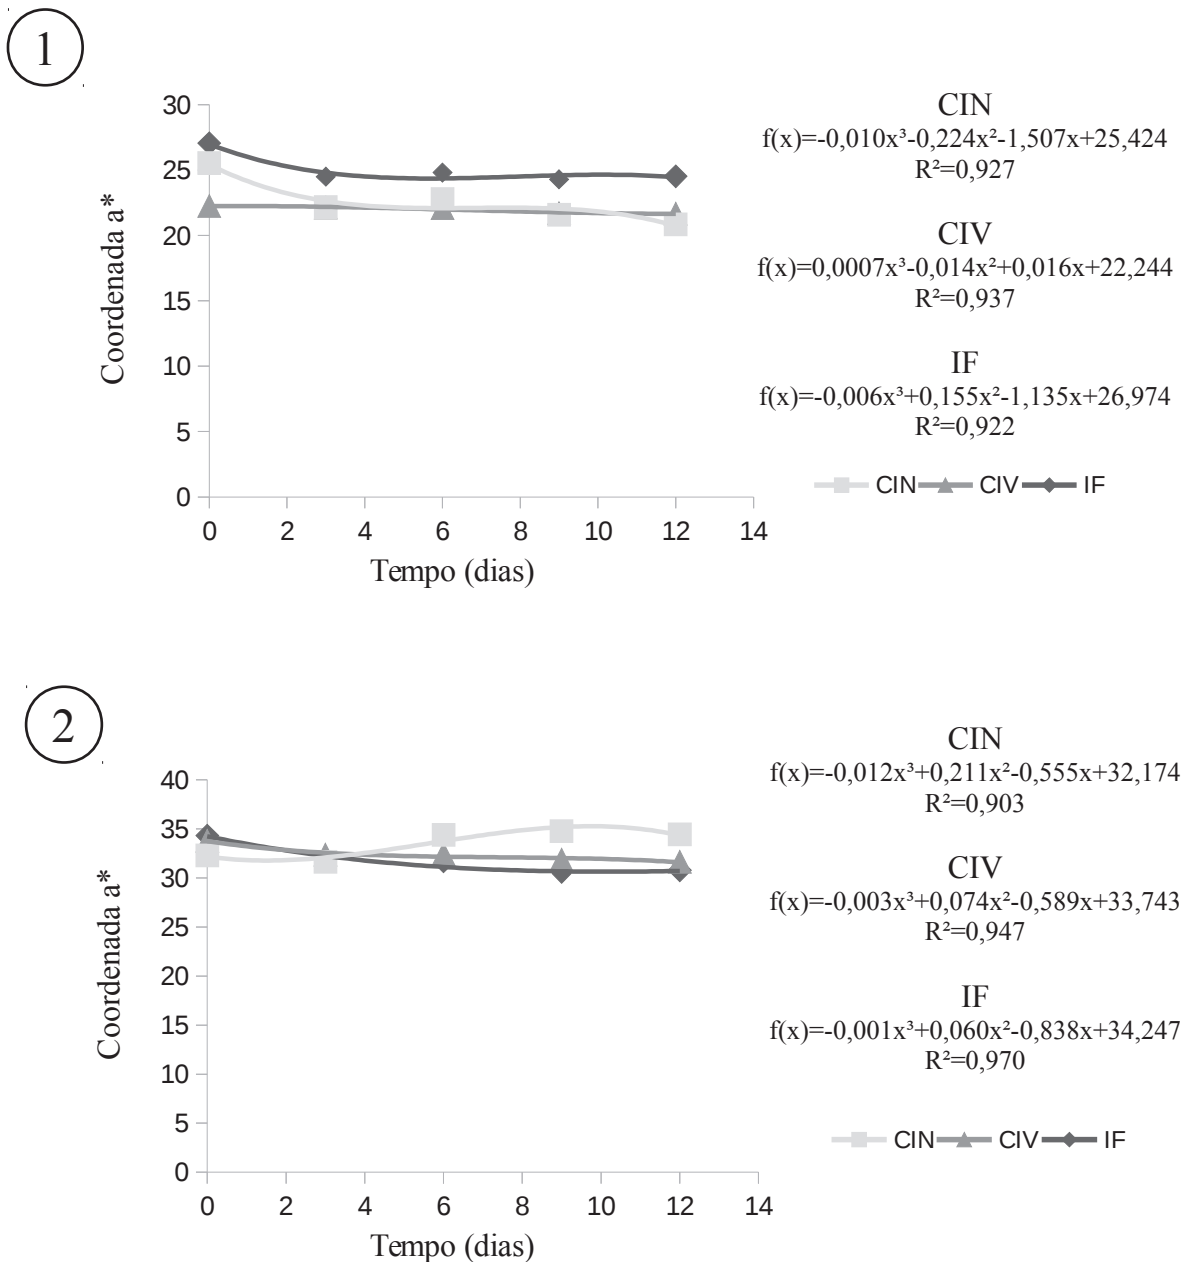 1
30
25
20
15
10
5
0
Coordenada a*
0 2 4 6 8 10 12 14
Tempo (dias)
CIN
f(x)=-0,010x³-0,224x²-1,507x+25,424
R²=0,927
CIV
f(x)=0,0007x³-0,014x²+0,016x+22,244
R²=0,937
IF
f(x)=-0,006x³+0,155x²-1,135x+26,974
R²=0,922
CIN CIV IF
2
40
35
30
25
20
15
10
5
0
Coordenada a*
0 2 4 6 8 10 12 14
Tempo (dias)
CIN
f(x)=-0,012x³+0,211x²-0,555x+32,174
R²=0,903
CIV
f(x)=-0,003x³+0,074x²-0,589x+33,743
R²=0,947
IF
f(x)=-0,001x³+0,060x²-0,838x+34,247
R²=0,970
CIN CIV IF